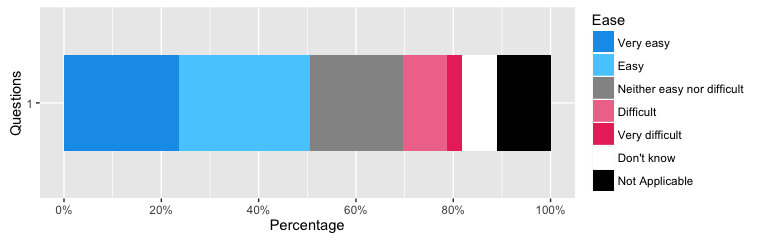 Questions
1
0%
20%
40%
60%
80%
100%
Percentage
Ease
Very easy
Easy
Neither easy nor difficult
Difficult
Very difficult
Don't know
Not Applicable